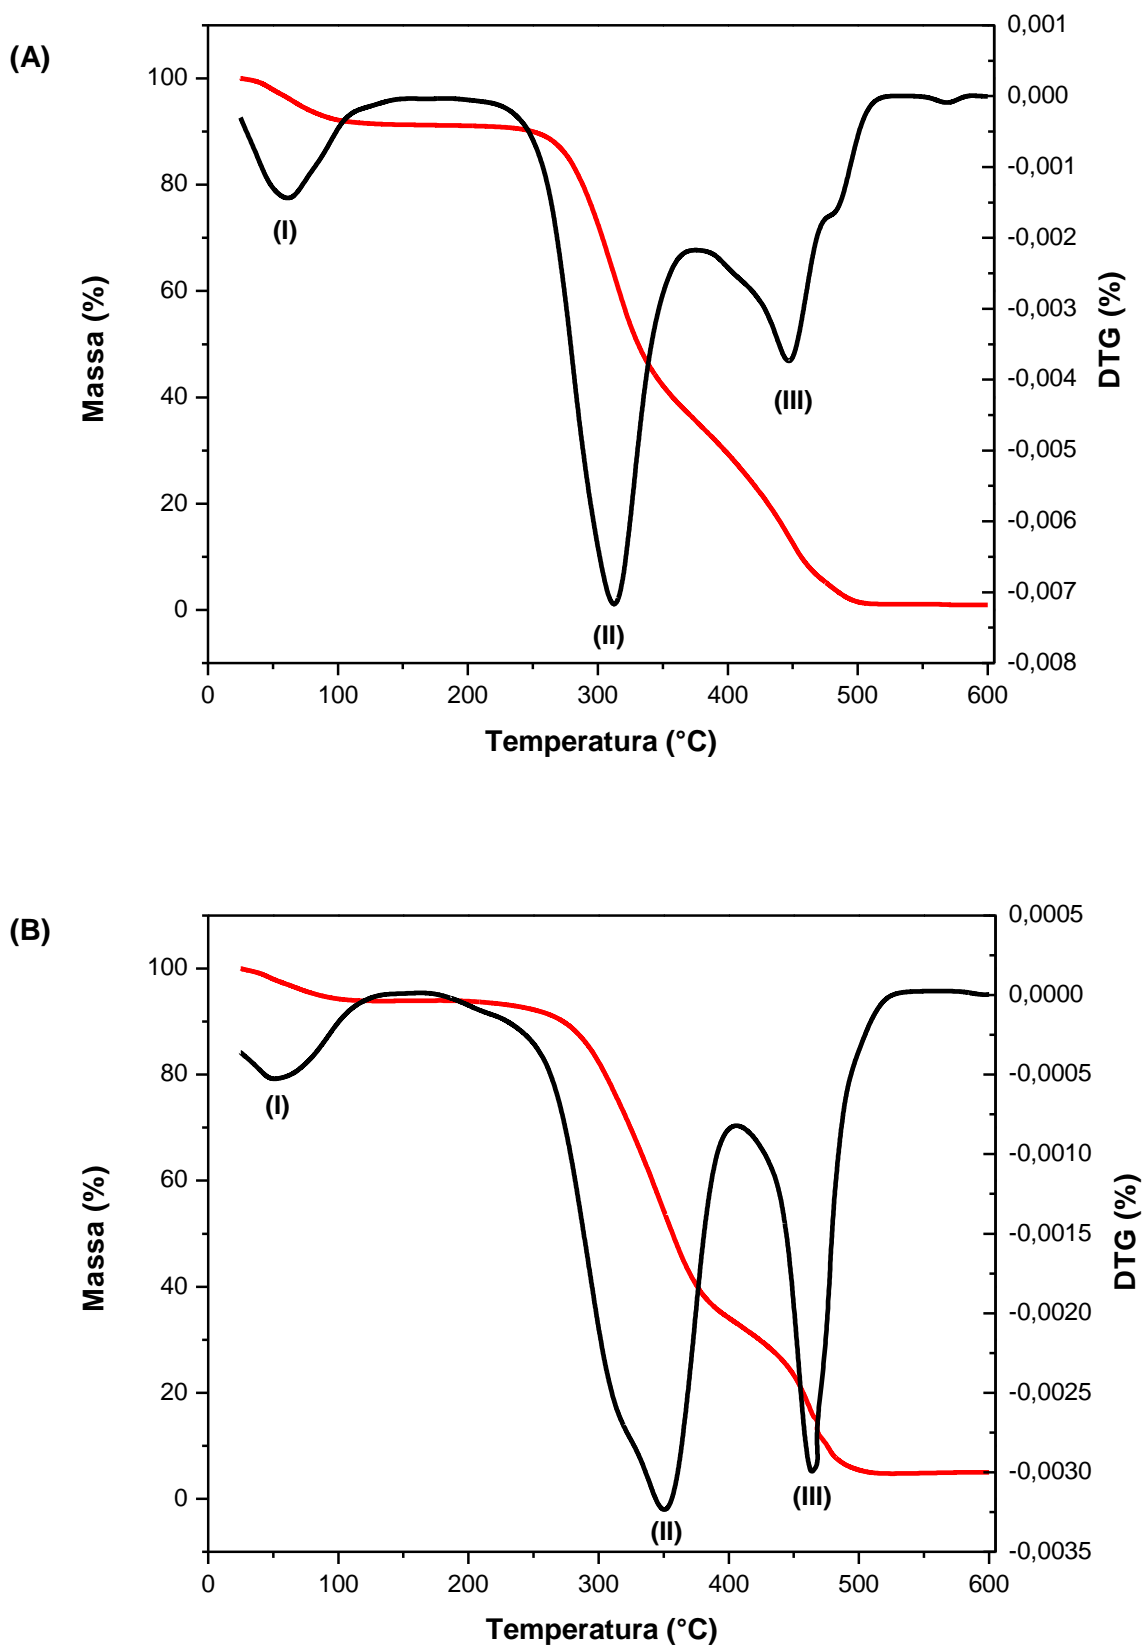 (A)
0,001
100
0,000
-0,001
80
(I)
-0,002
60
-0,003
Massa (%)
DTG (%)
-0,004
40
(III)
-0,005
20
-0,006
0
-0,007
(II)
-0,008
0 100 200 300 400 500 600
Temperatura (°C)
(B)
0,0005
100
0,0000
80
-0,0005
(I)
60
-0,0010
Massa (%)
DTG (%)
-0,0015
40
-0,0020
20
-0,0025
0
-0,0030
(III)
(II)
-0,0035
0 100 200 300 400 500 600
Temperatura (°C)